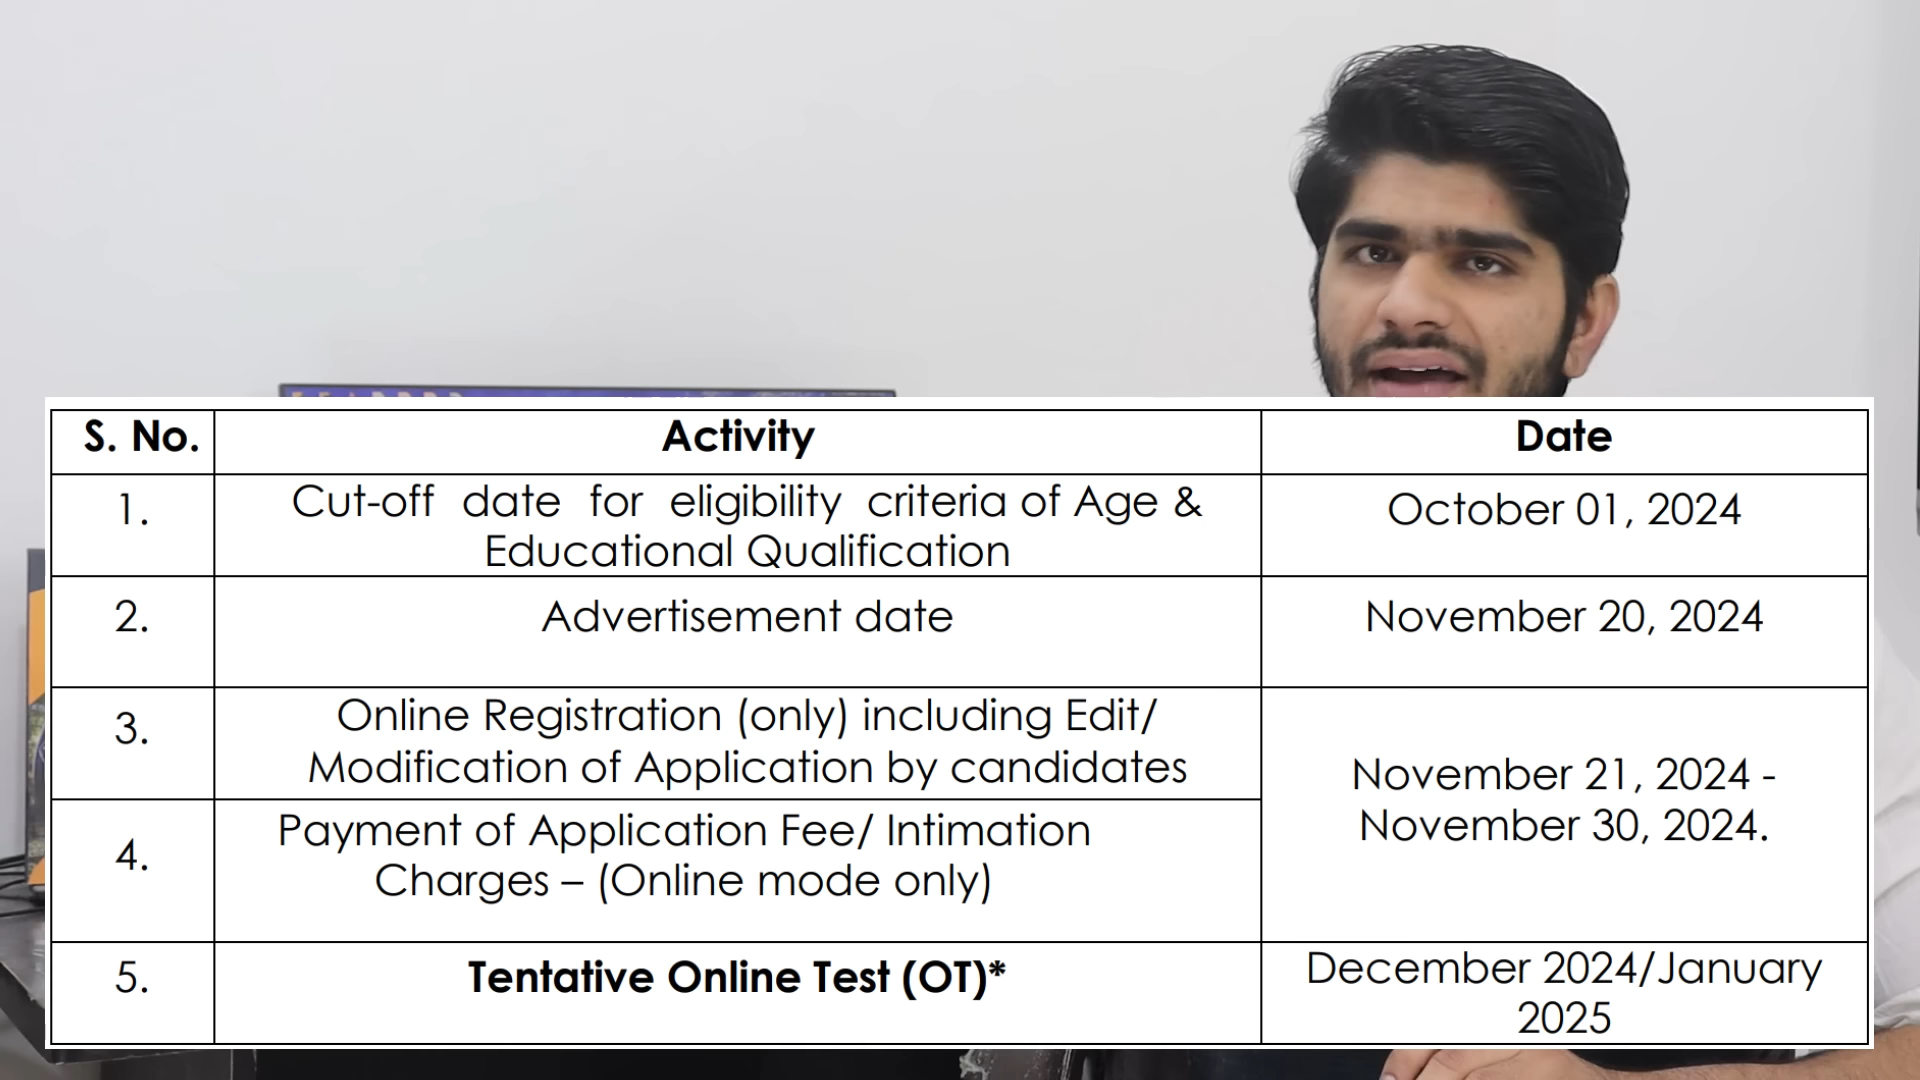 S. No. Activity Date
1. Cut-off date for eligibility criteria of Age & October 01, 2024
Educational Qualification
2. Advertisement date November 20, 2024
3. Online Registration (only) including Edit/
Modification of Application by candidates
November 21, 2024 -
November 30, 2024.
4. Payment of Application Fee/ Intimation
Charges – (Online mode only)
5. Tentative Online Test (OT)* December 2024/January
2025